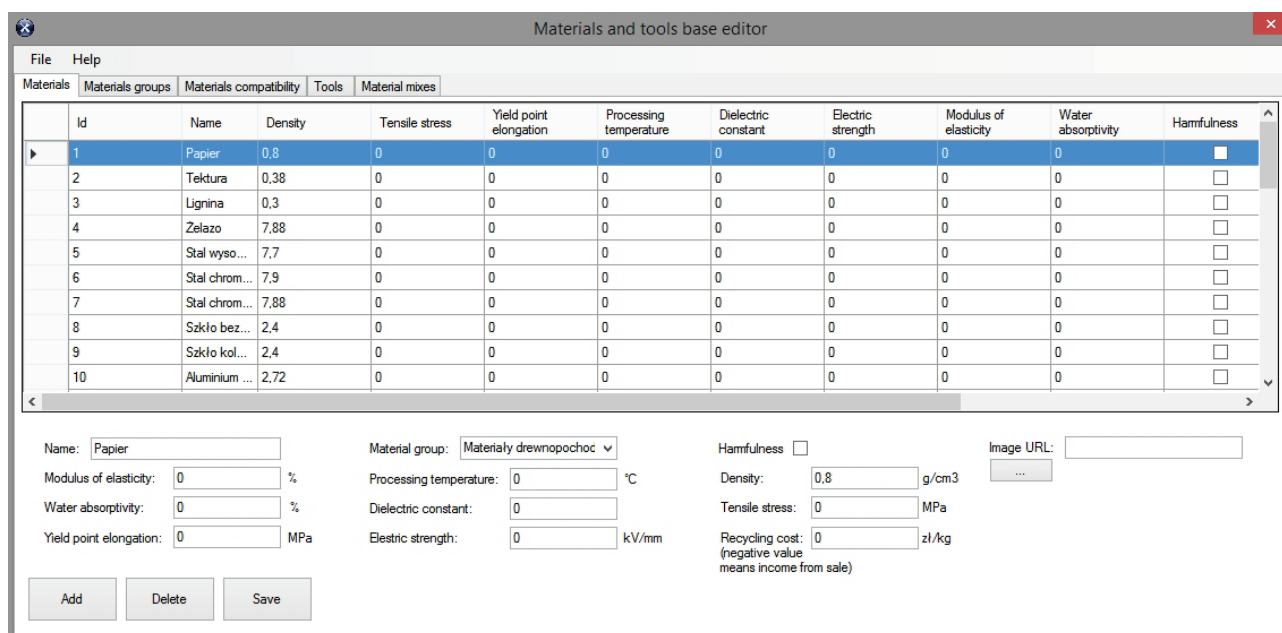 Materials and tools base editor
File Help
Materials Materials groups Materials compatibility Tools Material mixes
Id Name Density Tensile stress Yield point elongation Processing temperature Dielectric constant Electric strength Modulus of elasticity Water absorptivity Harmfulness
1 Papier 0,8 0 0 0 0 0 0 0
2 Tektura 0,38 0 0 0 0 0 0 0
3 Lignina 0,3 0 0 0 0 0 0 0
4 Żelazo 7,88 0 0 0 0 0 0 0
5 Stal wyso... 7,7 0 0 0 0 0 0 0
6 Stal chrom... 7,9 0 0 0 0 0 0 0
7 Stal chrom... 7,88 0 0 0 0 0 0 0
8 Szkło bez... 2,4 0 0 0 0 0 0 0
9 Szkło kol... 2,4 0 0 0 0 0 0 0
10 Aluminium ... 2,72 0 0 0 0 0 0 0
Name: Papier Material group: Materiały drewnopochod Harmfulness Image URL:
Modulus of elasticity: 0 % Processing temperature: 0 °C Density: 0,8 g/cm3 ...
Water absorptivity: 0 % Dielectric constant: 0 Tensile stress: 0 MPa
Yield point elongation: 0 MPa Elestric strength: 0 kV/mm Recycling cost: 0 zł/kg
(negative value
means income from sale)
Add Delete Save